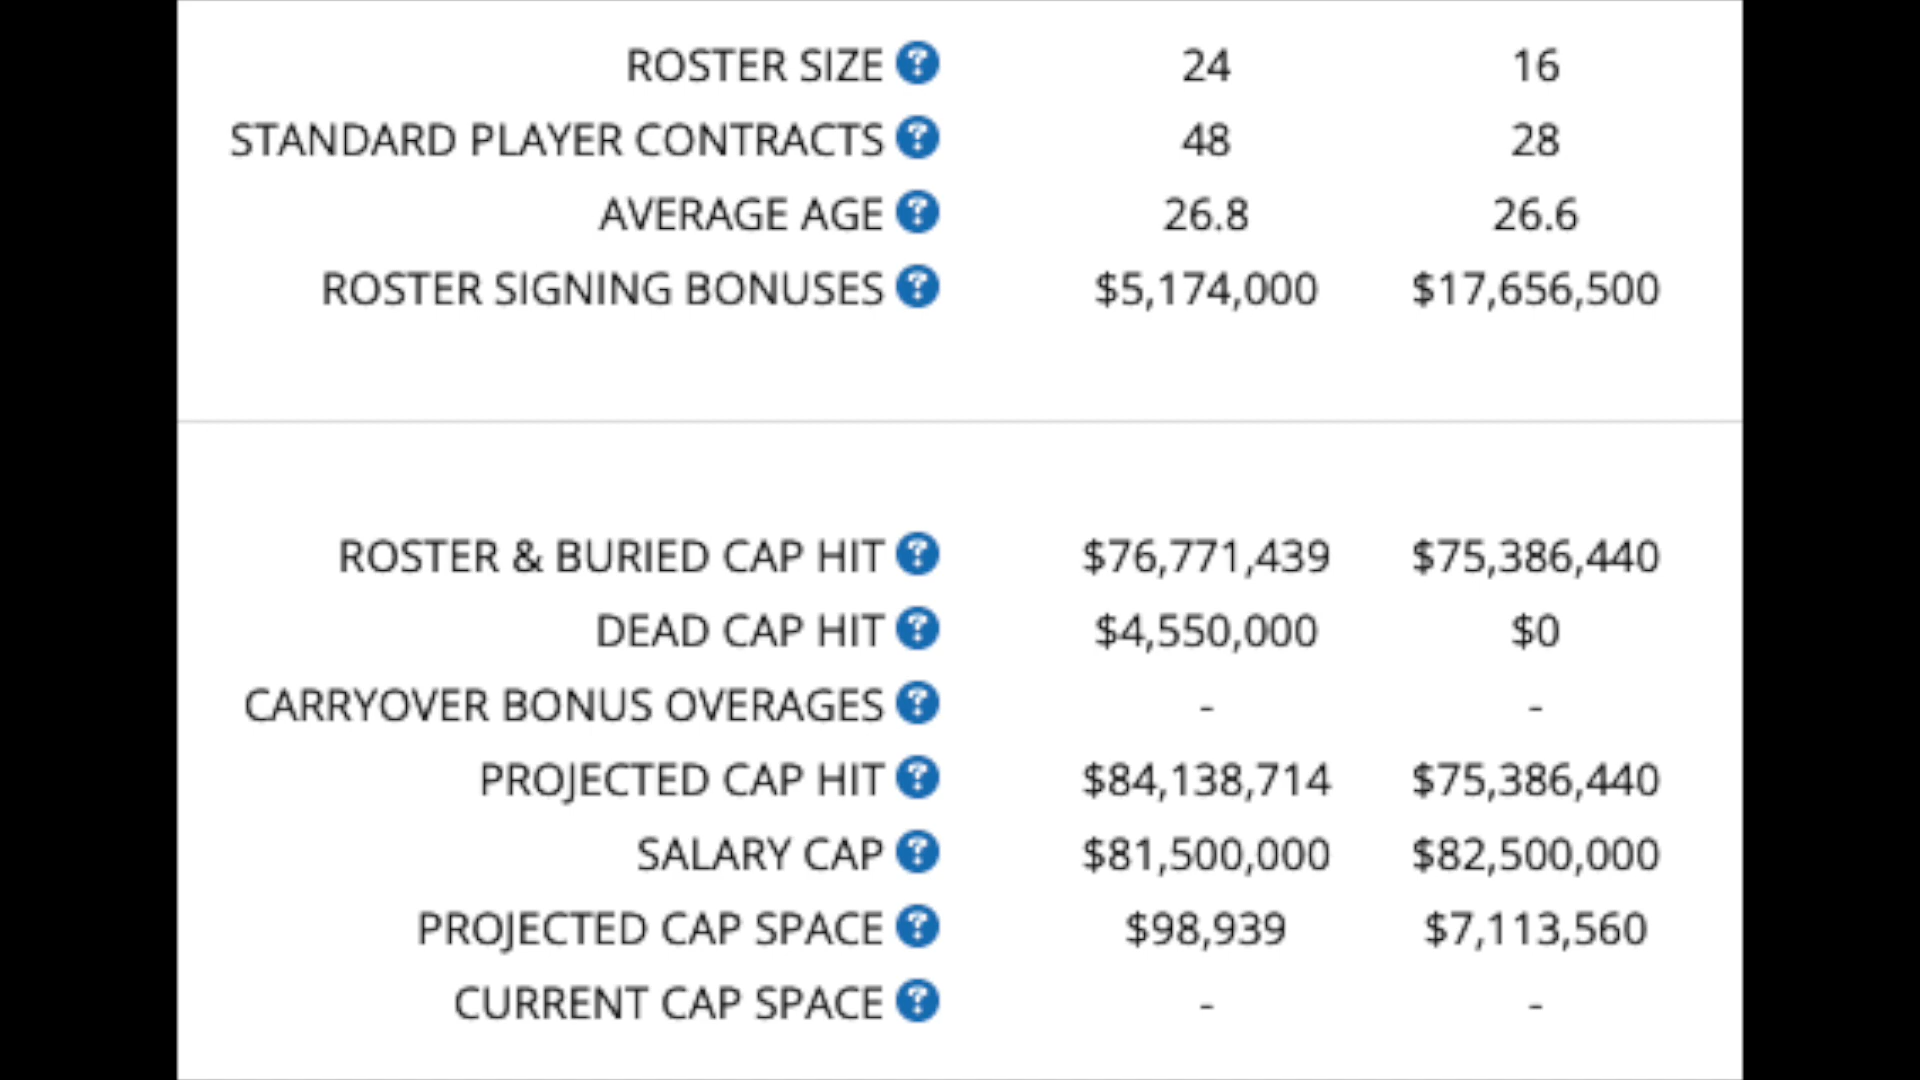 ROSTER SIZE ? 24 16
STANDARD PLAYER CONTRACTS ? 48 28
AVERAGE AGE ? 26.8 26.6
ROSTER SIGNING BONUSES ? $5,174,000 $17,656,500
ROSTER & BURIED CAP HIT ? $76,771,439 $75,386,440
DEAD CAP HIT ? $4,550,000 $0
CARRYOVER BONUS OVERAGES ? - -
PROJECTED CAP HIT ? $84,138,714 $75,386,440
SALARY CAP ? $81,500,000 $82,500,000
PROJECTED CAP SPACE ? $98,939 $7,113,560
CURRENT CAP SPACE ? - -